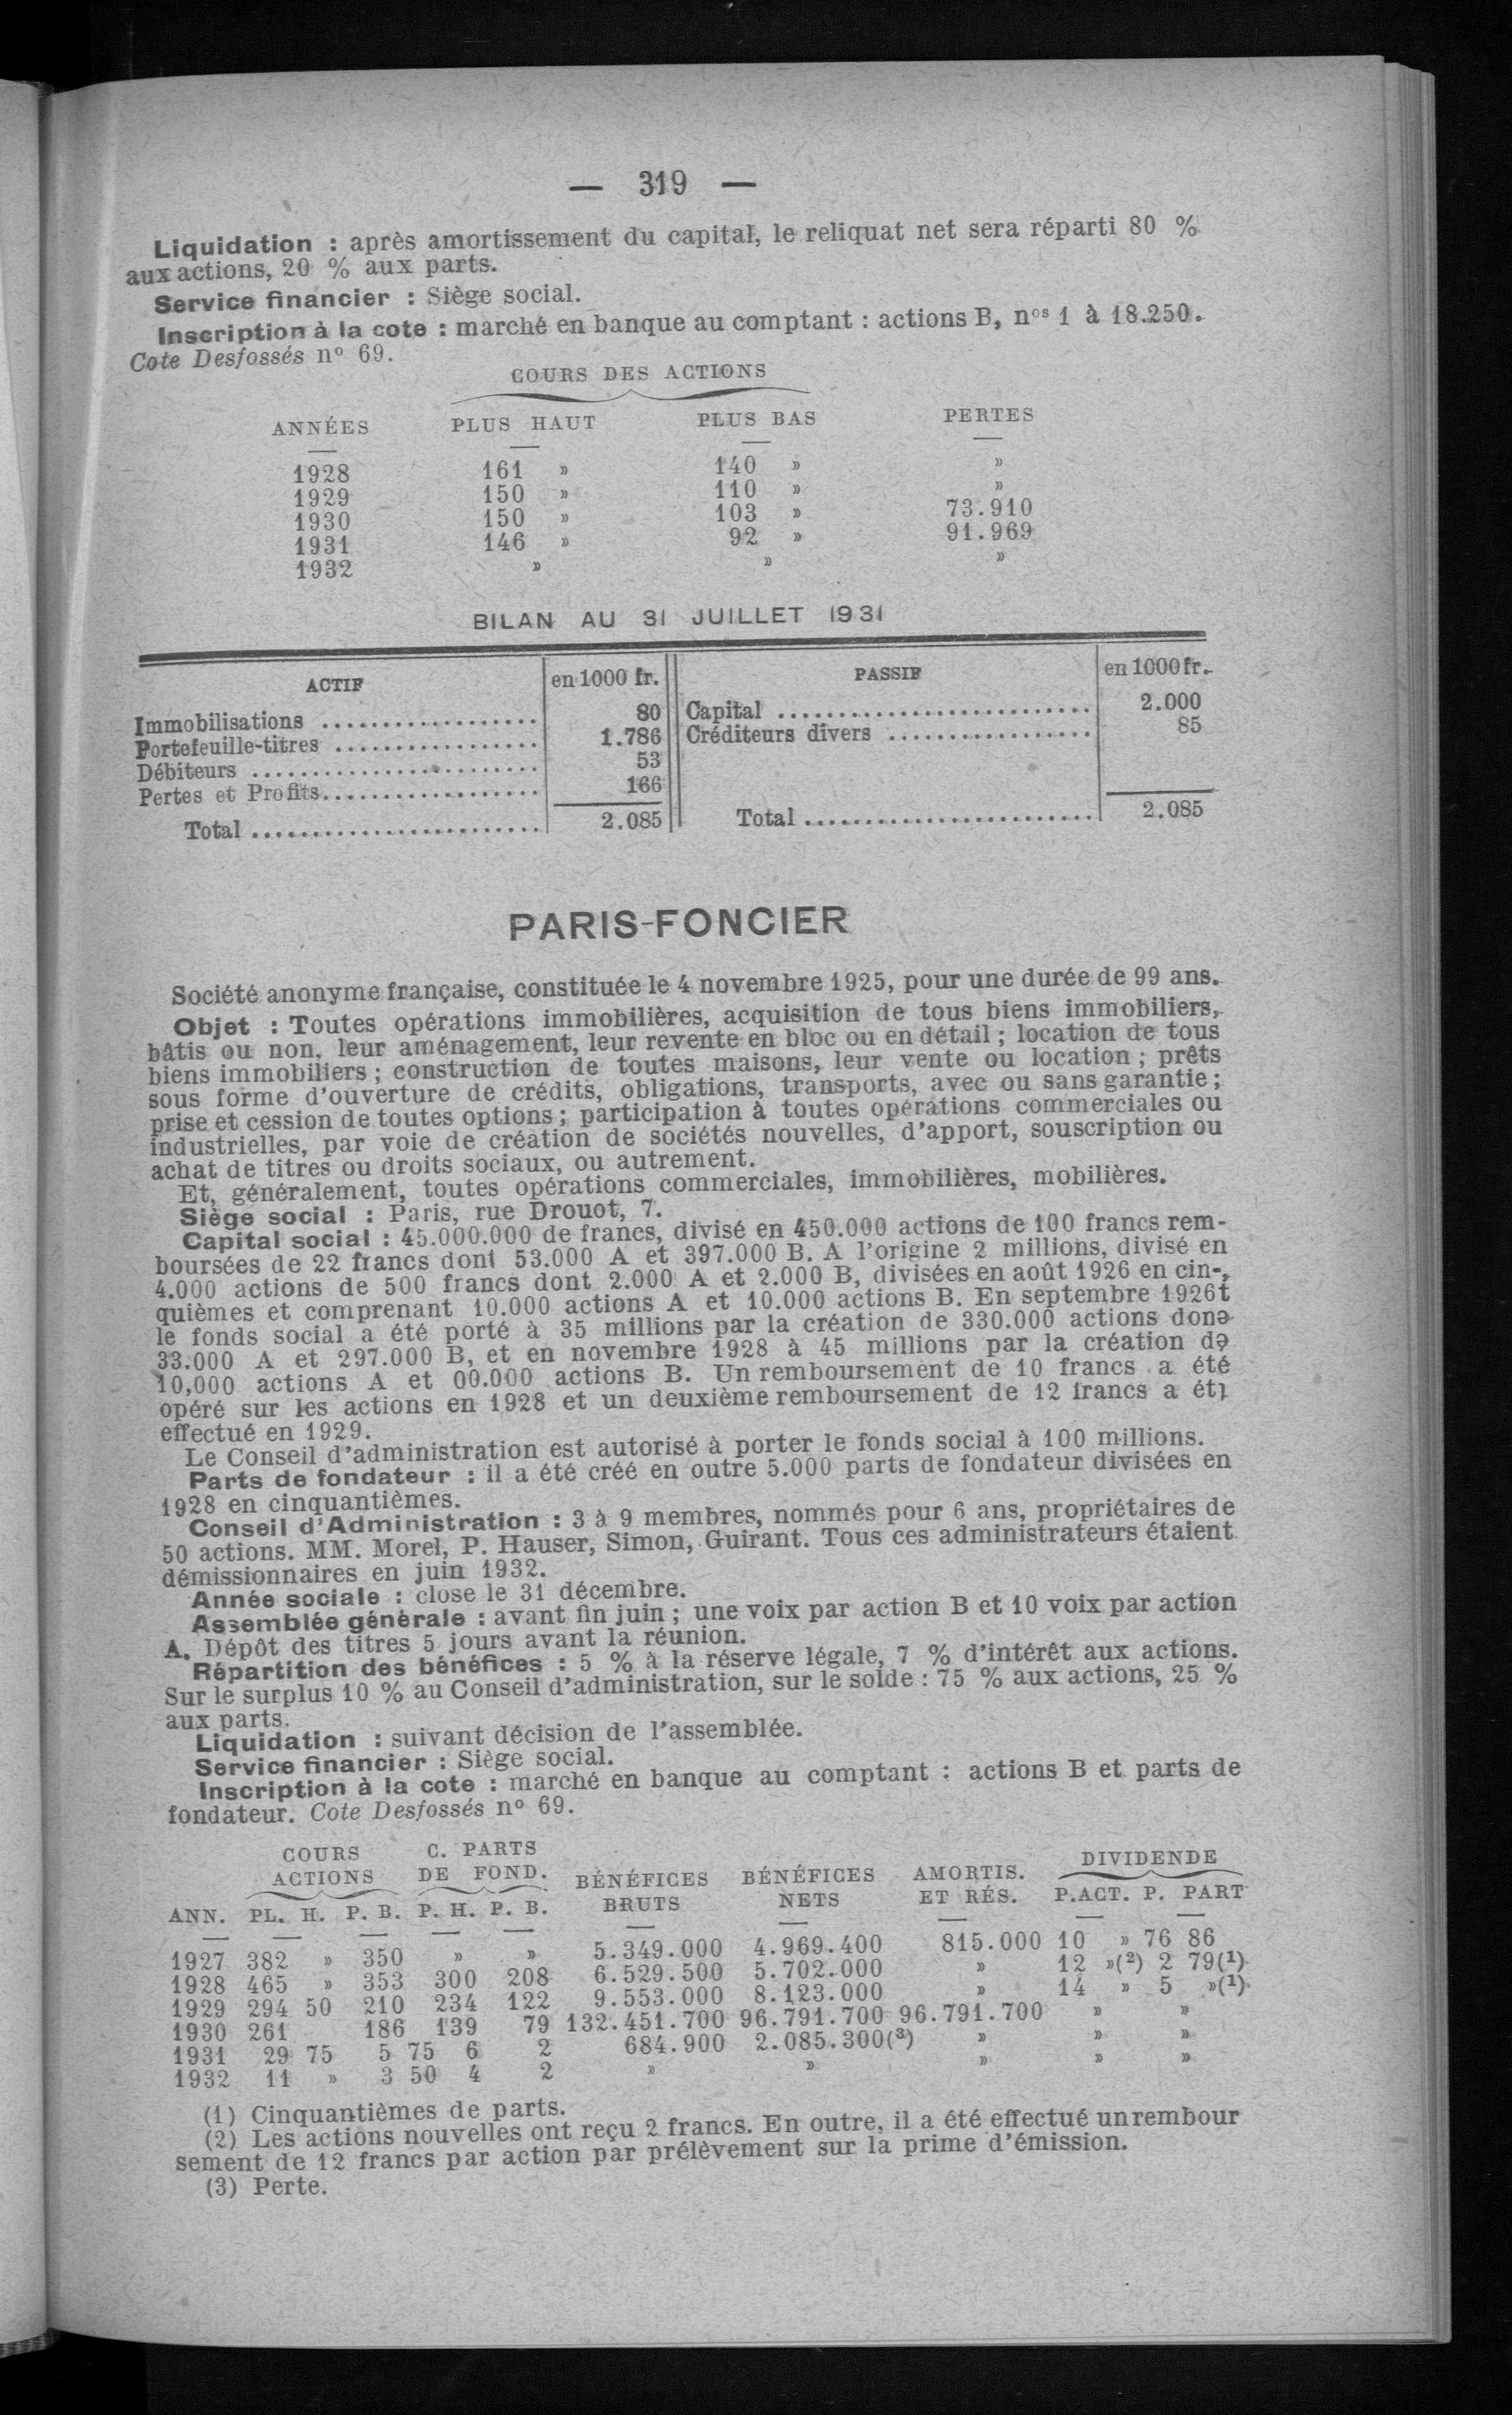 — 319 —
Liquidation : après amortissement du capital, le reliquat net sera réparti 80 %
aux actions, 20 % aux parts.
Service financier : Siège social.
Inscription à la cote : marché en banque au comptant : actions B, nos 1 à 18.250.
Cote Desfossés no 69.
COURS DES ACTIONS
ANNÉES PLUS HAUT PLUS BAS PERTES
1928 161 » 140 » »
1929 150 » 110 » »
1930 150 » 103 » 73.910
1931 146 » 92 » 91.969
1932 » » »
BILAN AU 31 JUILLET 1931
ACTIF en 1000 fr. PASSIF en 1000 fr.
Immobilisations .................. 80 Capital .......................... 2.000
Portefeuille-titres ................. 1.786 Créditeurs divers ................. 85
Débiteurs ........................ 53
Pertes et Profits.................. 166
Total ........................ 2.085 Total ........................ 2.085
PARIS-FONCIER
Société anonyme française, constituée le 4 novembre 1925, pour une durée de 99 ans.
Objet : Toutes opérations immobilières, acquisition de tous biens immobiliers,
bâtis ou non, leur aménagement, leur revente en bloc ou en détail ; location de tous
biens immobiliers ; construction de toutes maisons, leur vente ou location ; prêts
sous forme d'ouverture de crédits, obligations, transports, avec ou sans garantie ;
prise et cession de toutes options ; participation à toutes opérations commerciales ou
industrielles, par voie de création de sociétés nouvelles, d'apport, souscription ou
achat de titres ou droits sociaux, ou autrement.
Et, généralement, toutes opérations commerciales, immobilières, mobilières.
Siège social : Paris, rue Drouot, 7.
Capital social : 45.000.000 de francs, divisé en 450.000 actions de 100 francs rem-
boursées de 22 francs dont 53.000 A et 397.000 B. A l'origine 2 millions, divisé en
4.000 actions de 500 francs dont 2.000 A et 2.000 B, divisées en août 1926 en cin-,
quièmes et comprenant 10.000 actions A et 10.000 actions B. En septembre 1926t
le fonds social a été porté à 35 millions par la création de 330.000 actions done
33.000 A et 297.000 B, et en novembre 1928 à 45 millions par la création de
10,000 actions A et 00.000 actions B. Un remboursement de 10 francs a été
opéré sur les actions en 1928 et un deuxième remboursement de 12 francs a ét
effectué en 1929.
Le Conseil d'administration est autorisé à porter le fonds social à 100 millions.
Parts de fondateur : il a été créé en outre 5.000 parts de fondateur divisées en
1928 en cinquantièmes.
Conseil d'Administration : 3 à 9 membres, nommés pour 6 ans, propriétaires de
50 actions. MM. Morel, P. Hauser, Simon, Guirant. Tous ces administrateurs étaient
démissionnaires en juin 1932.
Année sociale : close le 31 décembre.
Assemblée générale : avant fin juin ; une voix par action B et 10 voix par action
A. Dépôt des titres 5 jours avant la réunion.
Répartition des bénéfices : 5 % à la réserve légale, 7 % d'intérêt aux actions.
Sur le surplus 10 % au Conseil d'administration, sur le solde : 75 % aux actions, 25 %
aux parts.
Liquidation : suivant décision de l'assemblée.
Service financier : Siège social.
Inscription à la cote : marché en banque au comptant : actions B et parts de
fondateur. Cote Desfossés no 69.
COURS C. PARTS
ACTIONS DE FOND. BÉNÉFICES BÉNÉFICES AMORTIS. DIVIDENDE
ANN. PL. H. P. B. P. H. P. B. BRUTS NETS ET RÉS. P.ACT. P. PART
1927 382 » 350 » » 5.349.000 4.969.400 815.000 10 » 76 86
1928 465 » 353 300 208 6.529.500 5.702.000 » 12 »(2) 2 79(1)
1929 294 50 210 234 122 9.553.000 8.123.000 » 14 » 5 »(1)
1930 261 186 139 79 132.451.700 96.791.700 96.791.700 » »
1931 29 75 5 75 6 2 684.900 2.085.300(3) » » »
1932 11 » 3 50 4 2 » » » » »
(1) Cinquantièmes de parts.
(2) Les actions nouvelles ont reçu 2 francs. En outre, il a été effectué un rembour
sement de 12 francs par action par prélèvement sur la prime d'émission.
(3) Perte.